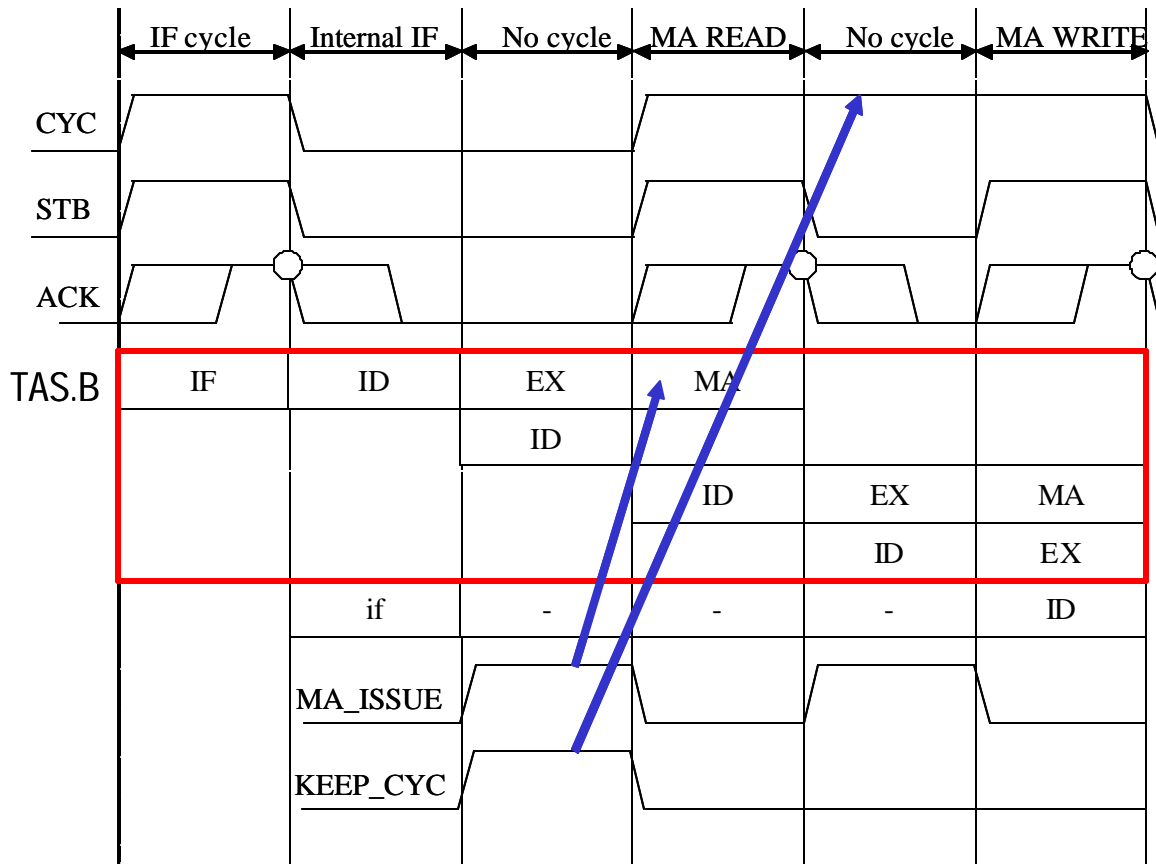 IF cycle Internal IF No cycle MA READ No cycle MA WRITE
CYC
STB
ACK
TAS.B IF ID EX MA
ID
ID EX MA
ID EX
if - - - ID
MA_ISSUE
KEEP_CYC